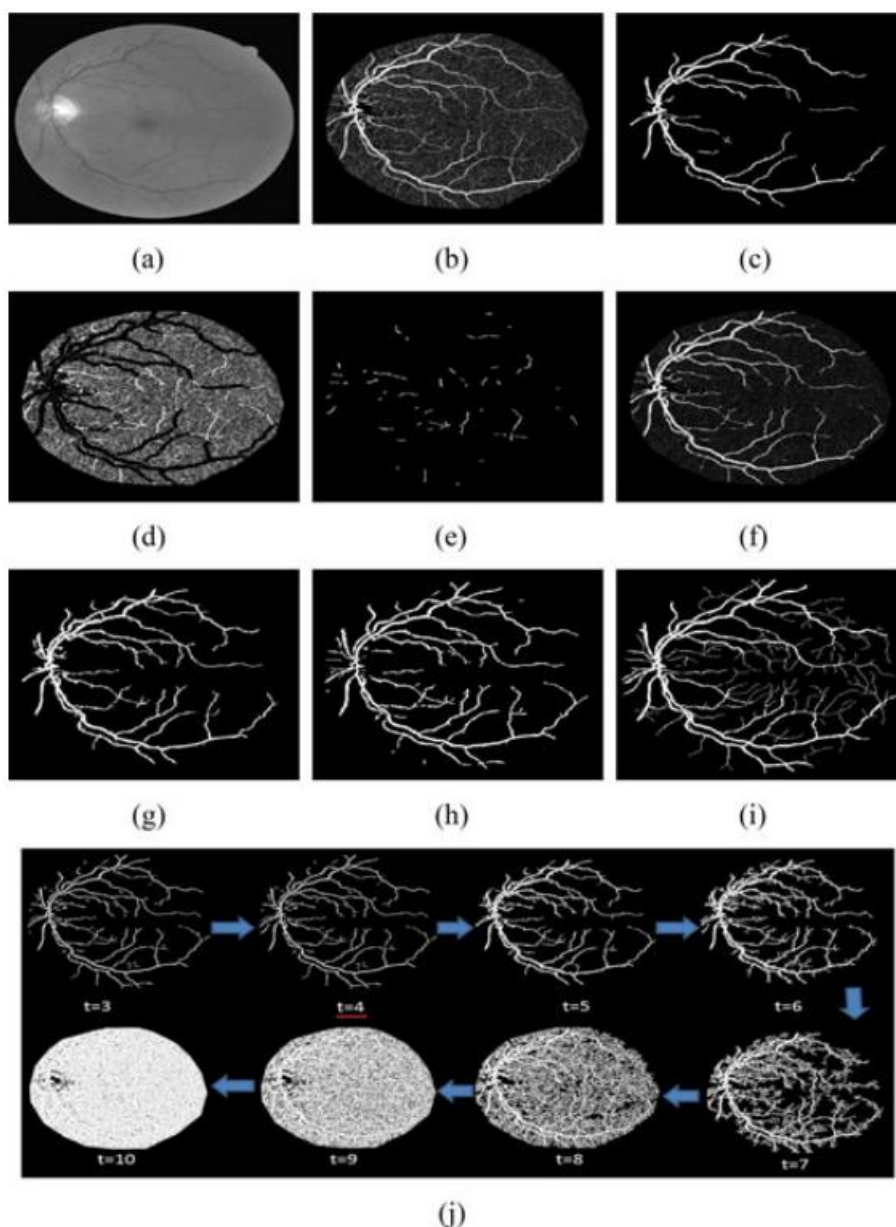 (a) (b) (c)
(d) (e) (f)
(g) (h) (i)
t=3 t=4 t=5 t=6
t=10 t=9 t=8 t=7
(j)